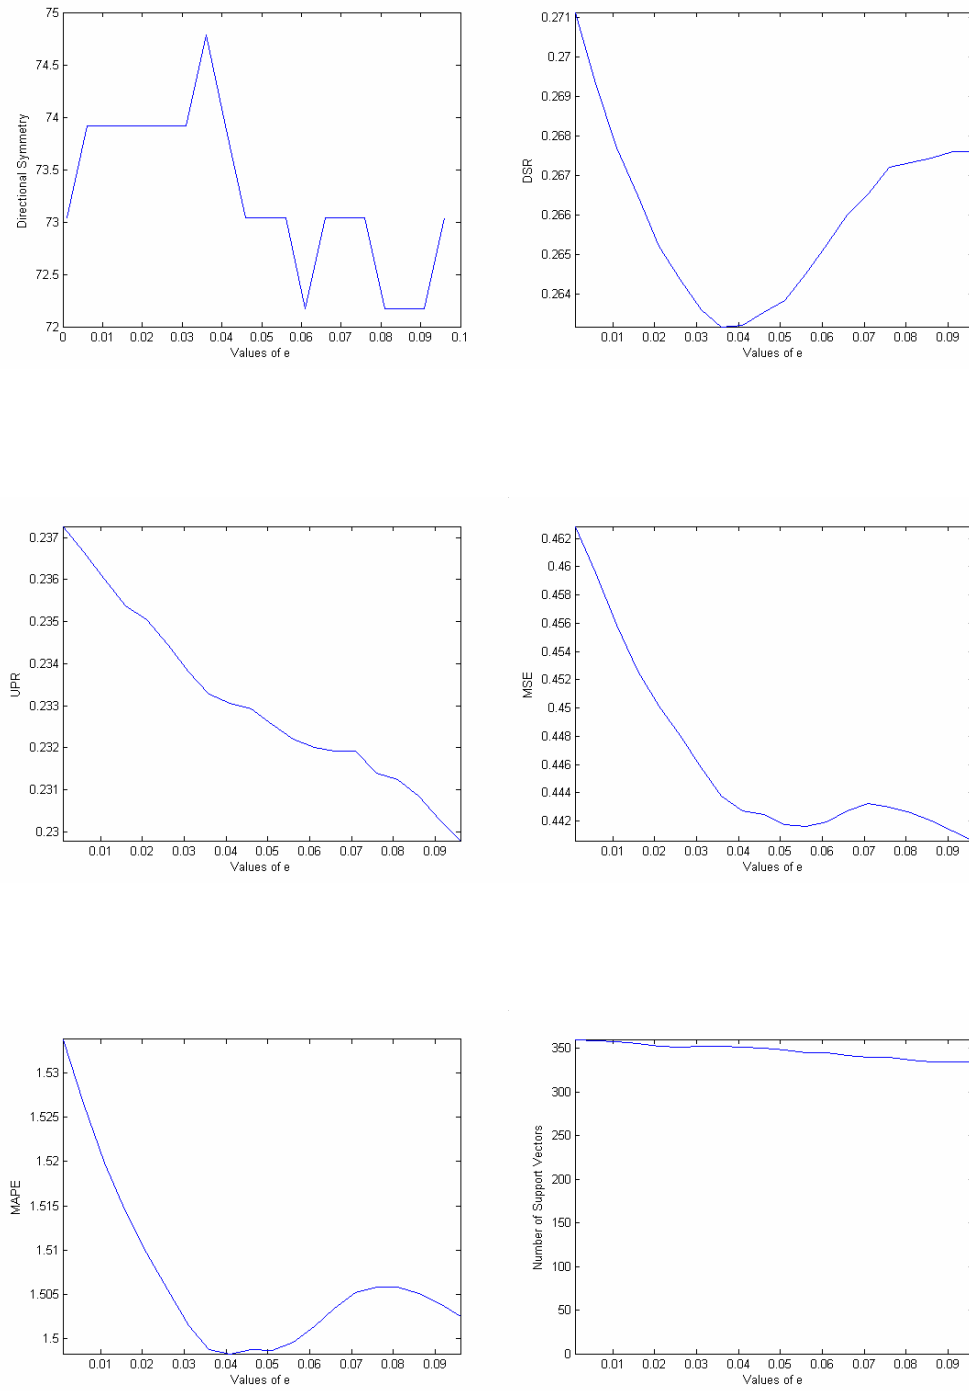 75
74.5
74
73.5
73
72.5
72
Directional Symmetry
0 0.01 0.02 0.03 0.04 0.05 0.06 0.07 0.08 0.09 0.1
Values of e
0.271
0.27
0.269
0.268
0.267
0.266
0.265
0.264
DSR
0.01 0.02 0.03 0.04 0.05 0.06 0.07 0.08 0.09
Values of e
0.237
0.236
0.235
0.234
0.233
0.232
0.231
0.23
UPR
0.01 0.02 0.03 0.04 0.05 0.06 0.07 0.08 0.09
Values of e
0.462
0.46
0.458
0.456
0.454
0.452
0.45
0.448
0.446
0.444
0.442
MSE
0.01 0.02 0.03 0.04 0.05 0.06 0.07 0.08 0.09
Values of e
1.53
1.525
1.52
1.515
1.51
1.505
1.5
MAPE
0.01 0.02 0.03 0.04 0.05 0.06 0.07 0.08 0.09
Values of e
350
300
250
200
150
100
50
0
Number of Support Vectors
0.01 0.02 0.03 0.04 0.05 0.06 0.07 0.08 0.09
Values of e